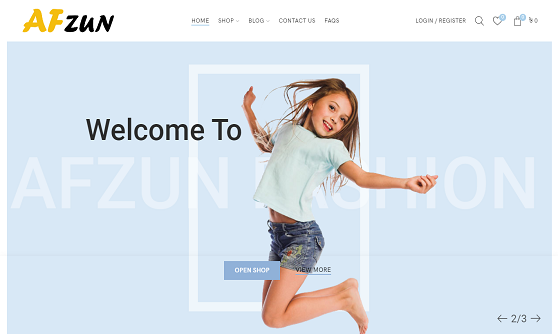 AFZUN
HOME SHOP BLOG CONTACT US FAQS LOGIN / REGISTER 0 0 ৳ 0
Welcome To
AFZUN FASHION
OPEN SHOP VIEW MORE
2/3